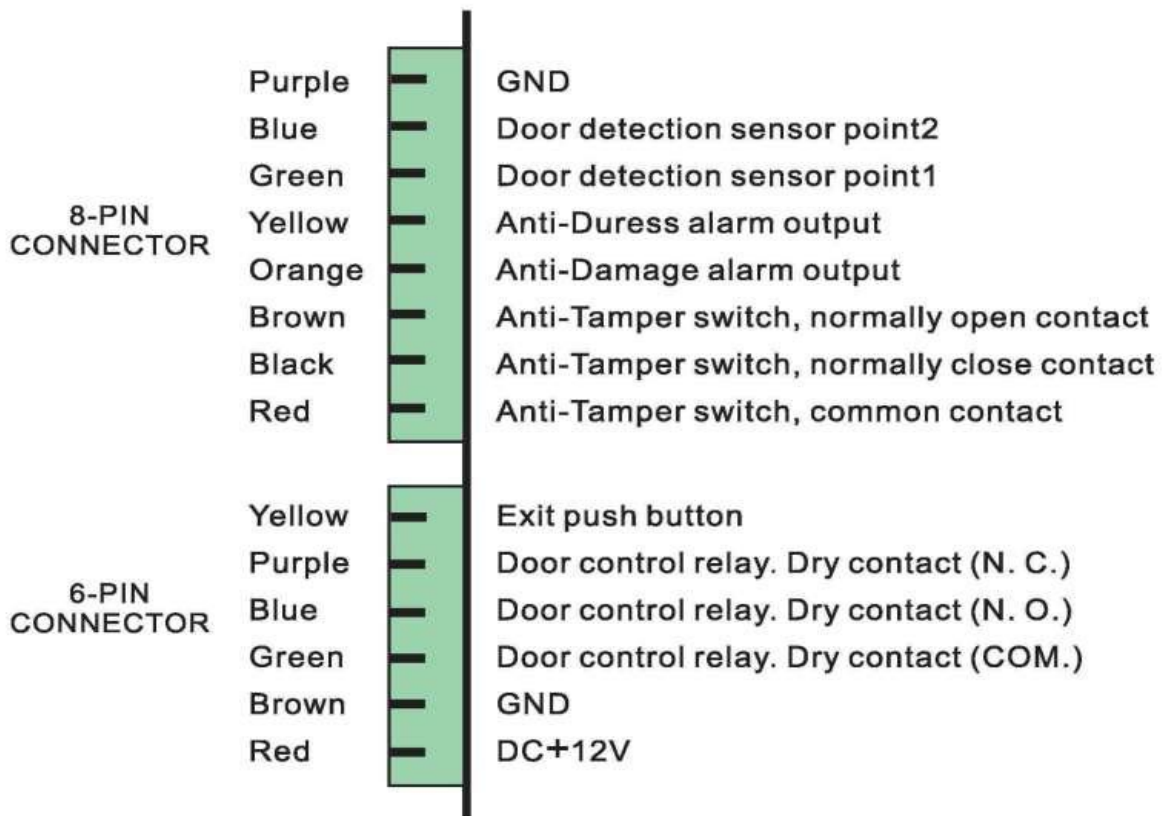 Purple GND
Blue Door detection sensor point2
Green Door detection sensor point1
8-PIN
CONNECTOR
Yellow Anti-Duress alarm output
Orange Anti-Damage alarm output
Brown Anti-Tamper switch, normally open contact
Black Anti-Tamper switch, normally close contact
Red Anti-Tamper switch, common contact
Yellow Exit push button
Purple Door control relay. Dry contact (N. C.)
6-PIN
CONNECTOR
Blue Door control relay. Dry contact (N. O.)
Green Door control relay. Dry contact (COM.)
Brown GND
Red DC+12V